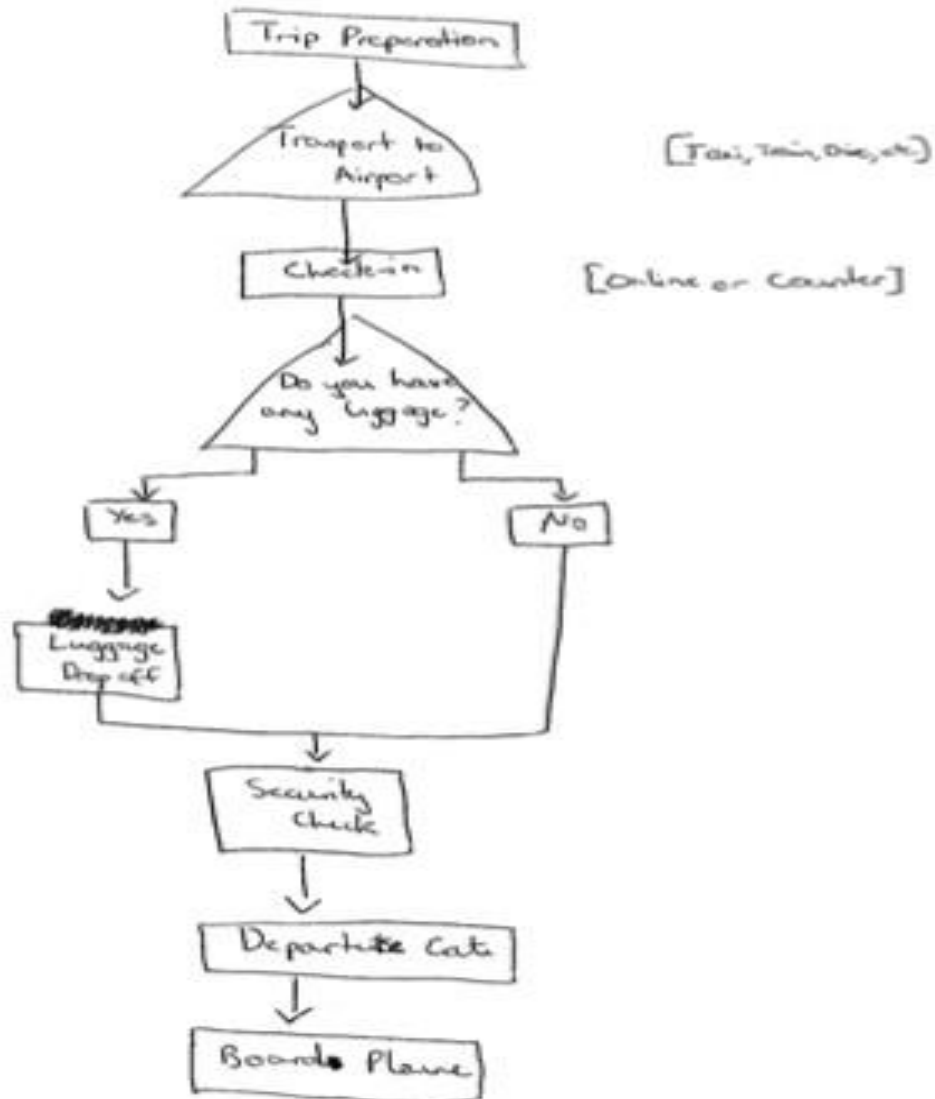 Trip Preparation
Transport to
Airport
[Taxi, Train, Drive, etc.]
Check-in
[Online or Counter]
Do you have
any luggage?
Yes
No
Luggage
Drop off
Security
Check
Departure Gate
Board Plane